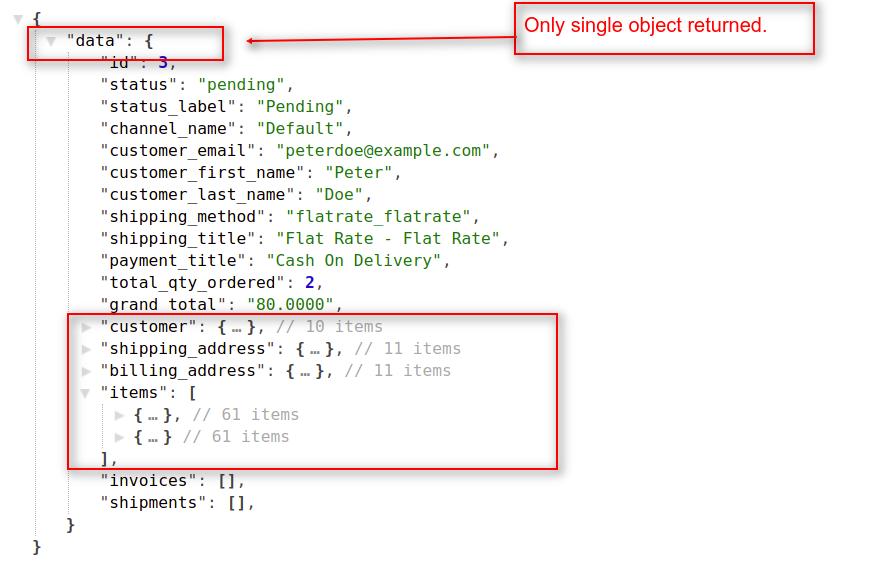 {
Only single object returned.
"data": {
"id": 3,
"status": "pending",
"status_label": "Pending",
"channel_name": "Default",
"customer_email": "peterdoe@example.com",
"customer_first_name": "Peter",
"customer_last_name": "Doe",
"shipping_method": "flatrate_flatrate",
"shipping_title": "Flat Rate - Flat Rate",
"payment_title": "Cash On Delivery",
"total_qty_ordered": 2,
"grand_total": "80.0000",
"customer": { … }, // 10 items
"shipping_address": { … }, // 11 items
"billing_address": { … }, // 11 items
"items": [
{ … }, // 61 items
{ … } // 61 items
],
"invoices": [],
"shipments": [],
}
}